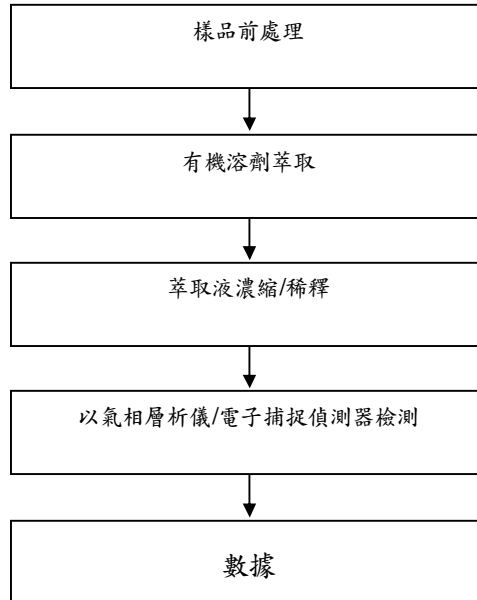 樣品前處理
有機溶劑萃取
萃取液濃縮/稀釋
以氣相層析儀/電子捕捉偵測器檢測
數據